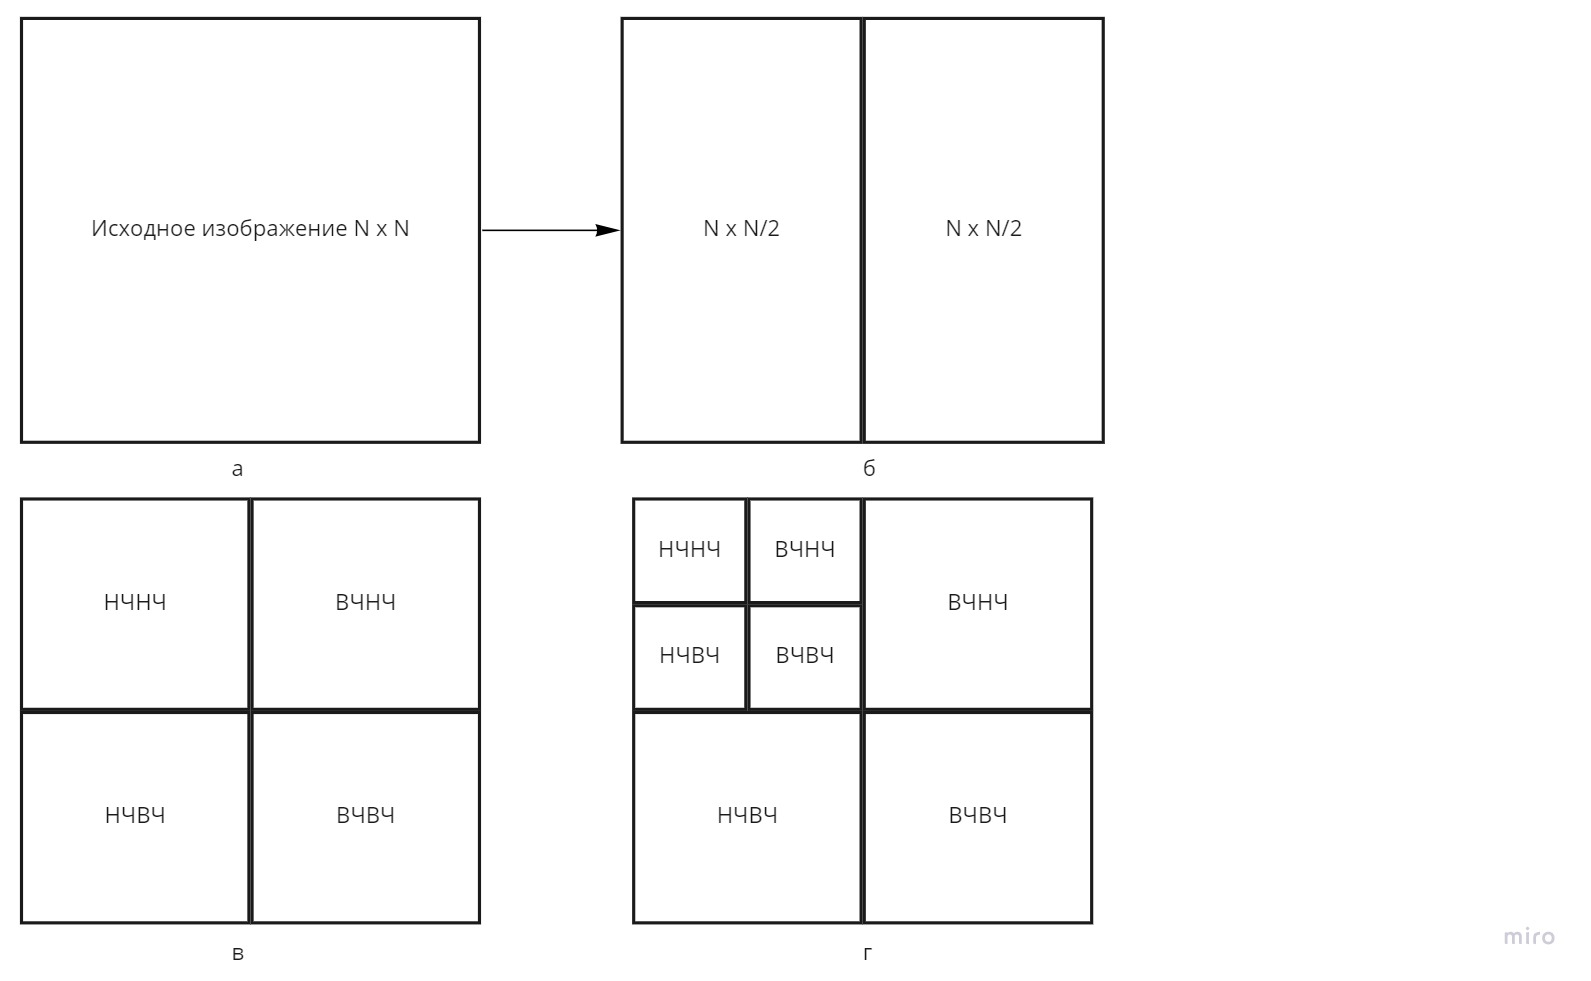 Исходное изображение N x N
N x N/2
N x N/2
а
б
НЧНЧ
ВЧНЧ
НЧВЧ
ВЧВЧ
в
НЧНЧ
ВЧНЧ
НЧВЧ
ВЧВЧ
ВЧНЧ
НЧВЧ
ВЧВЧ
г
miro